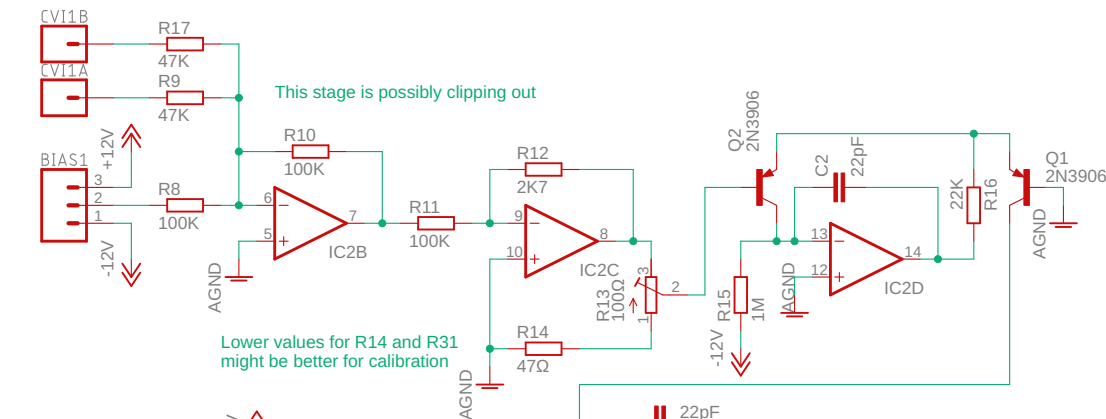 CVI1B
R17
47K
CVI1A
R9
47K
This stage is possibly clipping out
BIAS1
+12V
3
2
1
-12V
R8
100K
R10
100K
6
5
7
IC2B
AGND
R11
100K
R12
2K7
9
10
8
IC2C
R13
100Ω
3
2
1
R14
47Ω
AGND
Lower values for R14 and R31
might be better for calibration
Q2
2N3906
C2
22pF
22K
R16
Q1
2N3906
AGND
13
12
14
IC2D
AGND
R15
1M
-12V
22pF